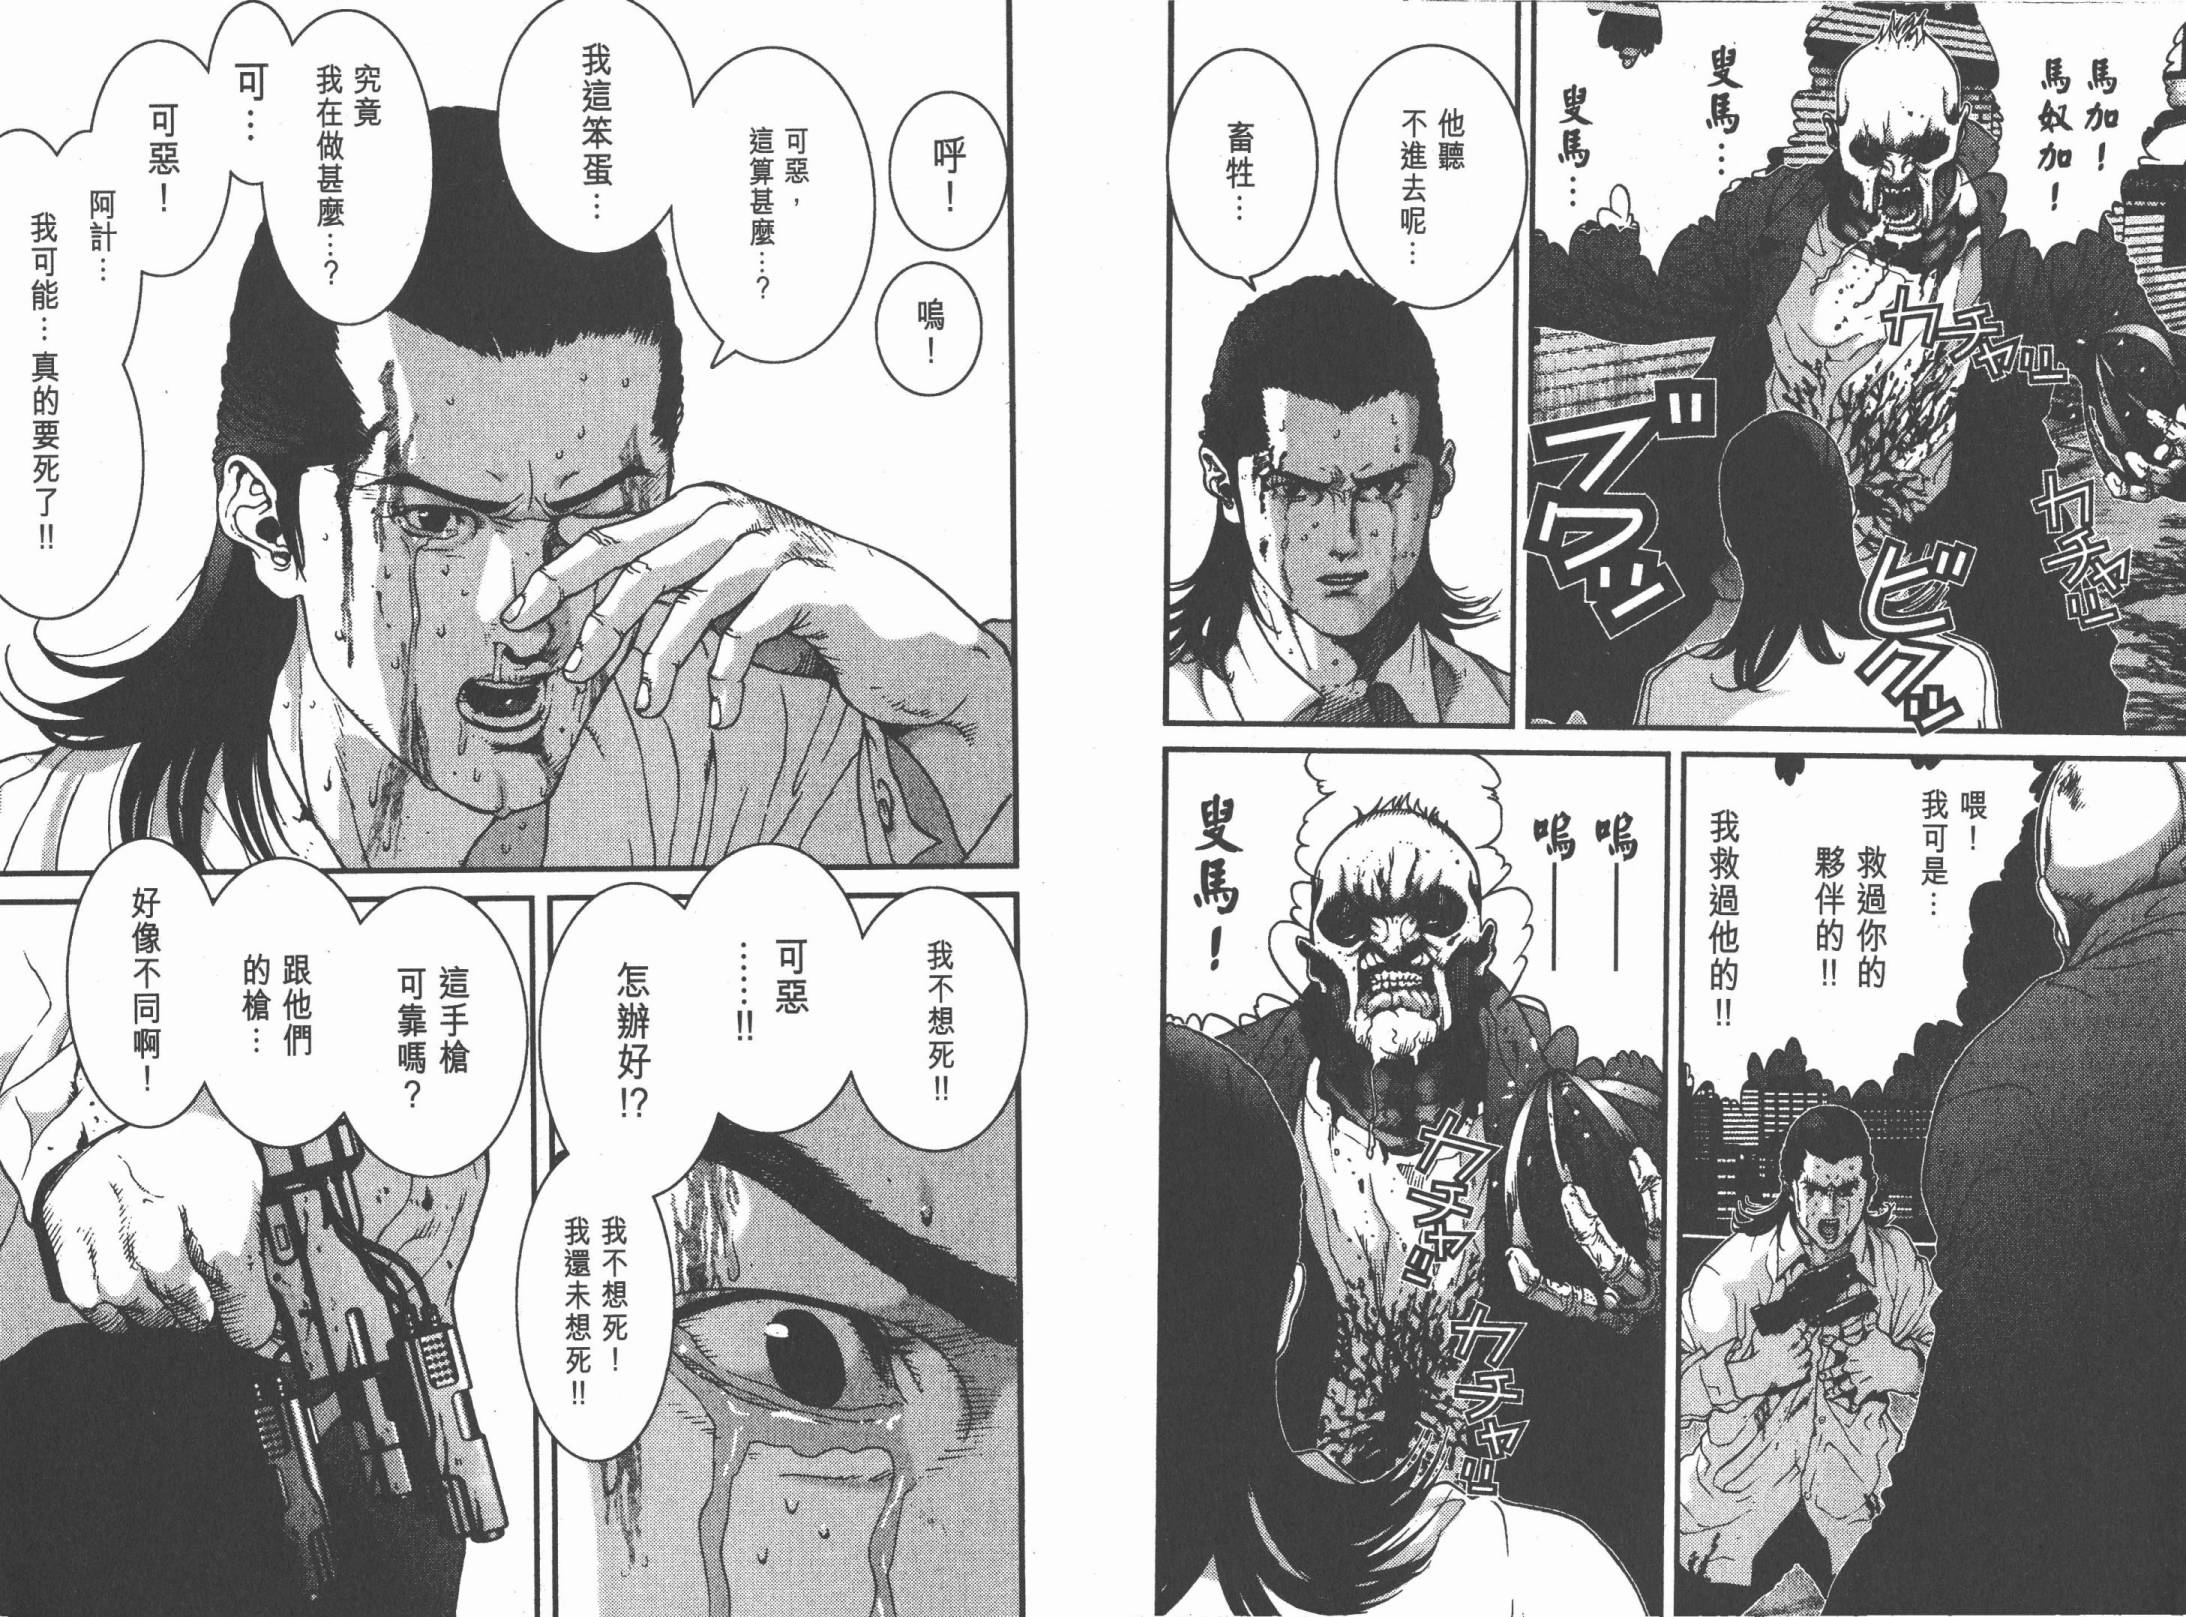 馬加！
馬奴加！
叟馬…
叟馬…
カチャ゛
カチャ゛
ブワッ
ビクッ
他聽
不進去呢…
畜牲…
喂！
我可是…
救過你的
夥伴的!!
我救過他的!!
嗚——
嗚——
叟馬！
カチャ゛
カチャ゛
呼！
嗚！
可惡，
這算甚麼…？
我這笨蛋…
究竟
我在做甚麼…？
可…
可惡！
阿計…
我可能…真的要死了!!
我不想死!!
可惡
……!!
怎辦好!?
我不想死！
我還未想死!!
這手槍
可靠嗎？
跟他們
的槍…
好像不同啊！